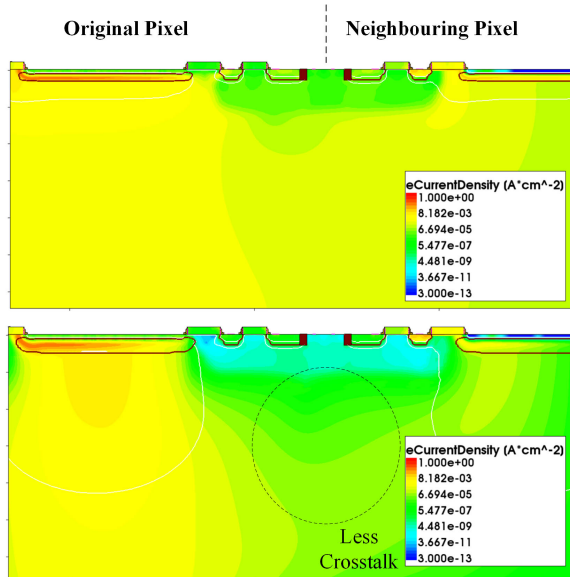 Original Pixel
Neighbouring Pixel
eCurrentDensity (A*cm^-2)
1.000e+00
8.182e-03
6.694e-05
5.477e-07
4.481e-09
3.667e-11
3.000e-13
eCurrentDensity (A*cm^-2)
1.000e+00
8.182e-03
6.694e-05
5.477e-07
4.481e-09
3.667e-11
3.000e-13
Less
Crosstalk